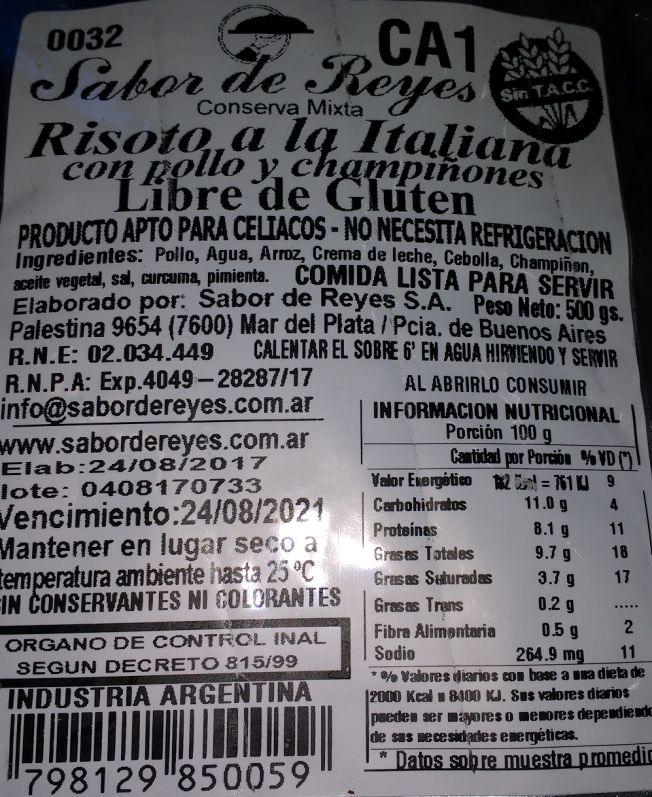 0032
CA1
Sabor de Reyes
Sin T.A.C.C.
Conserva Mixta
Risoto a la Italiana
con pollo y champiñones
Libre de Gluten
PRODUCTO APTO PARA CELIACOS - NO NECESITA REFRIGERACION
Ingredientes: Pollo, Agua, Arroz, Crema de leche, Cebolla, Champiñon,
aceite vegetal, sal, curcuma, pimienta. COMIDA LISTA PARA SERVIR
Elaborado por: Sabor de Reyes S.A. Peso Neto: 500 gs.
Palestina 9654 (7600) Mar del Plata / Pcia. de Buenos Aires
R.N.E: 02.034.449 CALENTAR EL SOBRE 6' EN AGUA HIRVIENDO Y SERVIR
R.N.P.A: Exp.4049-28287/17 AL ABRIRLO CONSUMIR
info@sabordereyes.com.ar
www.sabordereyes.com.ar
Elab:24/08/2017
lote: 0408170733
Vencimiento:24/08/2021
Mantener en lugar seco a
temperatura ambiente hasta 25 ºC
SIN CONSERVANTES NI COLORANTES
ORGANO DE CONTROL INAL
SEGUN DECRETO 815/99
INDUSTRIA ARGENTINA
798129 850059
INFORMACION NUTRICIONAL
Porción 100 g
Cantidad por Porción % VD (*)
Valor Energético = 761 KJ 9
Carbohidratos 11.0 g 4
Proteinas 8.1 g 11
Grasas Totales 9.7 g 18
Grasas Saturadas 3.7 g 17
Grasas Trans 0.2 g .....
Fibra Alimentaria 0.5 g 2
Sodio 264.9 mg 11
* % Valores diarios con base a una dieta de
2000 Kcal u 8400 KJ. Sus valores diarios
pueden ser mayores o menores dependiendo
de sus necesidades energéticas.
* Datos sobre muestra promedio